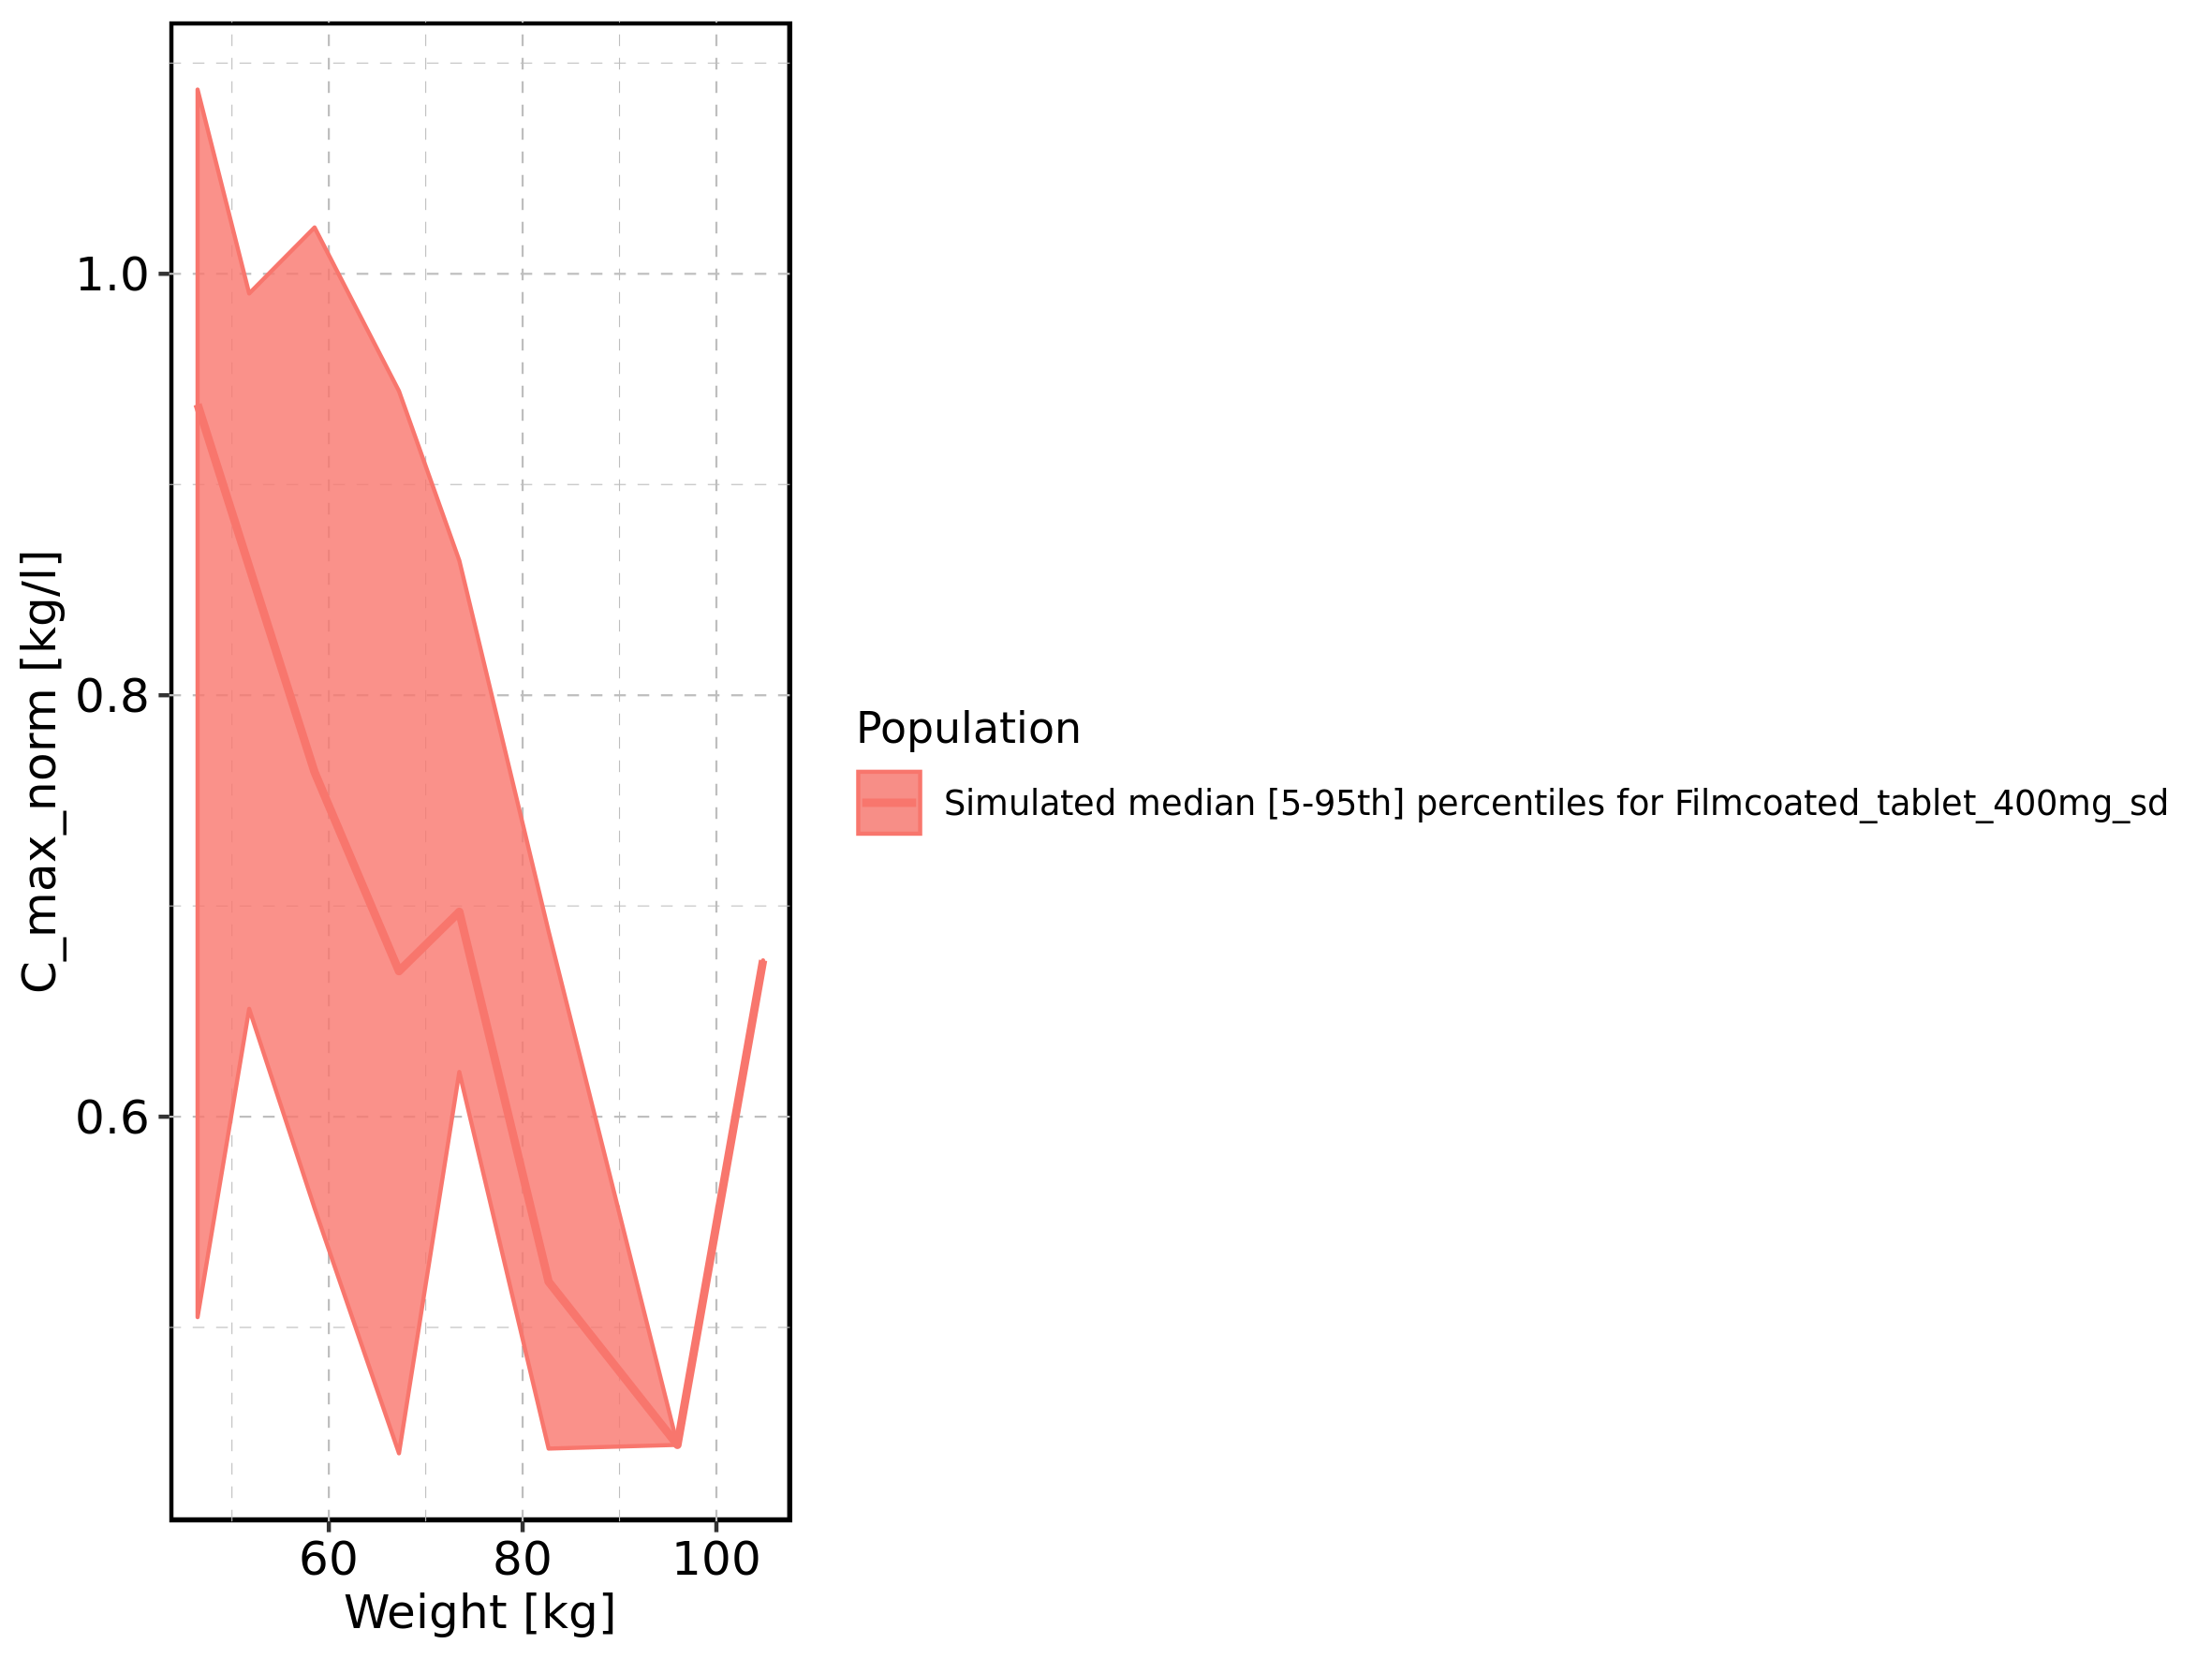 C_max_norm [kg/l]
1.0
0.8
0.6
60 80 100
Weight [kg]
Population
Simulated median [5-95th] percentiles for Filmcoated_tablet_400mg_sd